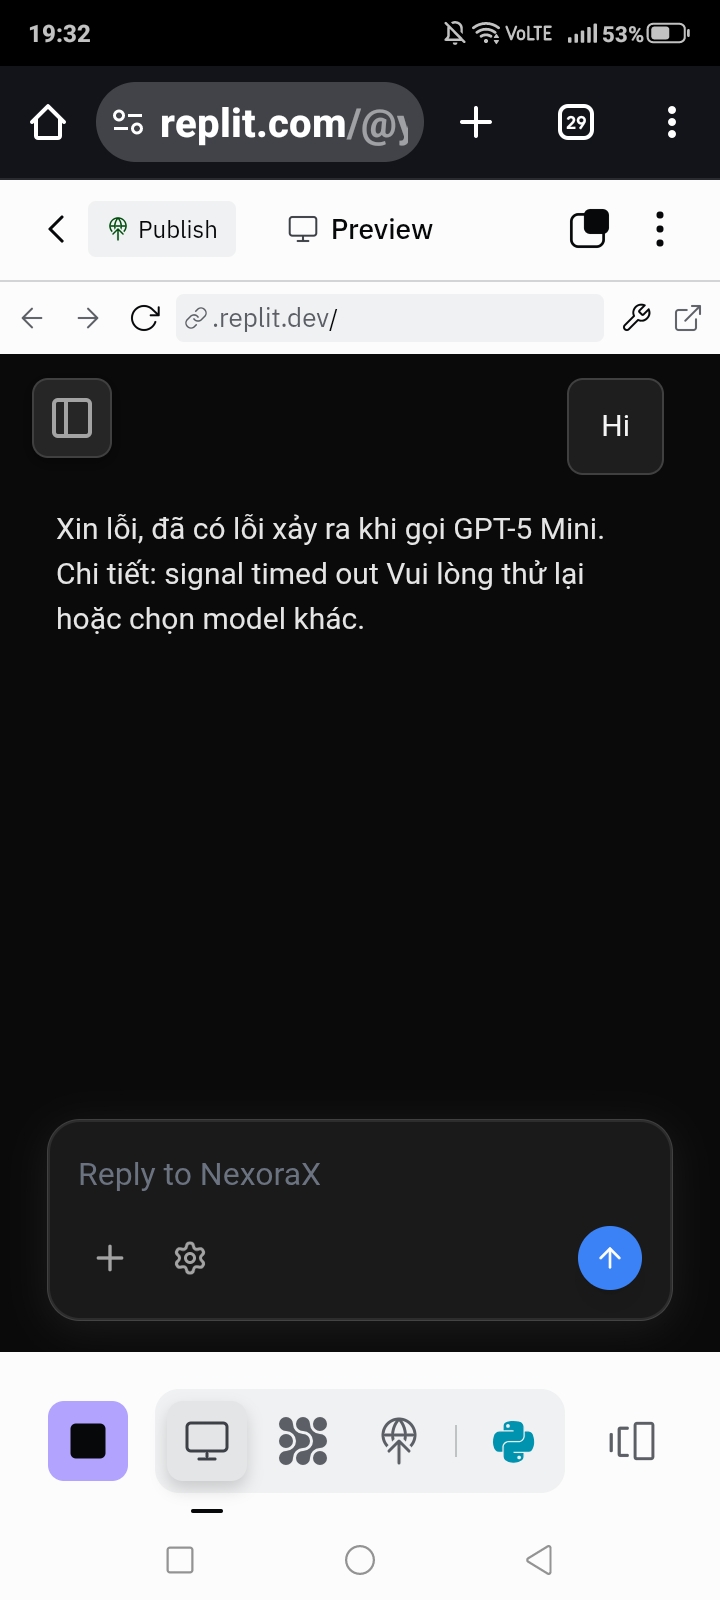 19:32
VoLTE
53%
replit.com/@
29
Publish
Preview
.replit.dev/
Hi
Xin lỗi, đã có lỗi xảy ra khi gọi GPT-5 Mini.
Chi tiết: signal timed out Vui lòng thử lại
hoặc chọn model khác.
Reply to NexoraX